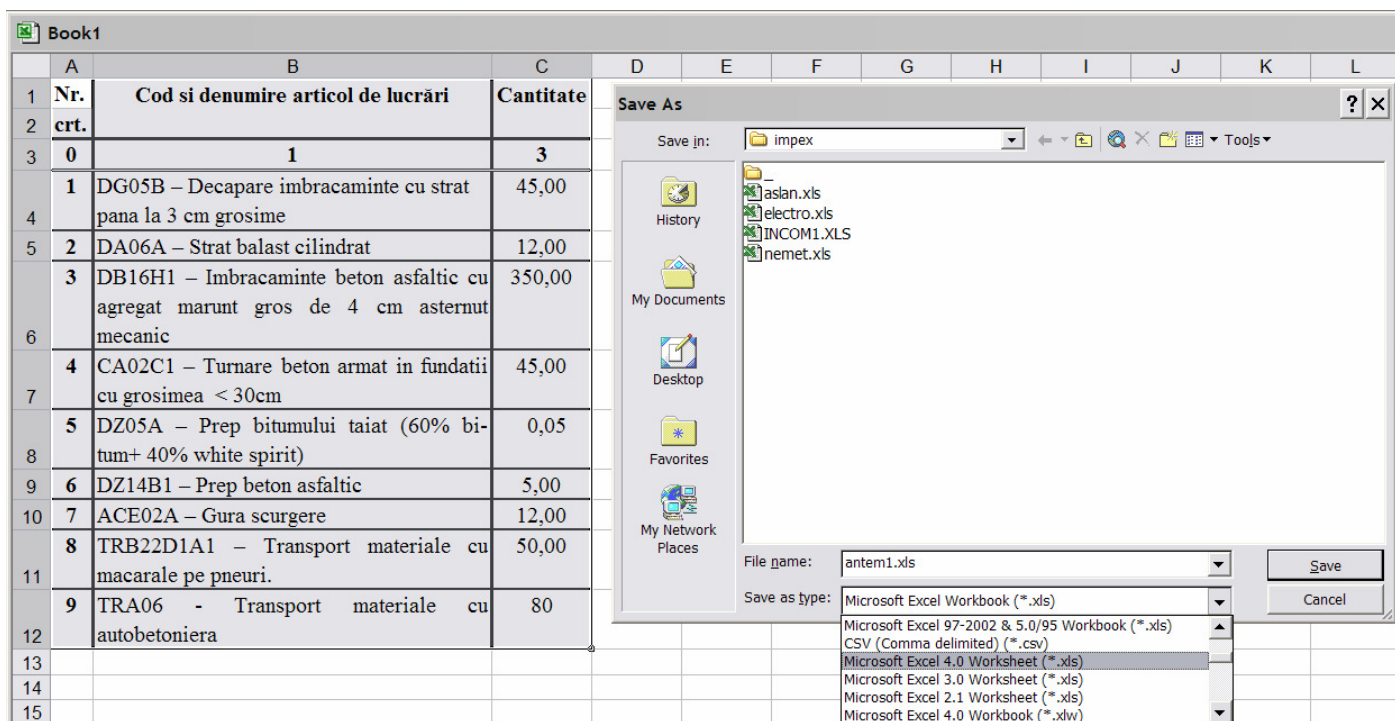 Book1
A B C D E F G H I J K L
1 Nr. Cod si denumire articol de lucrări Cantitate
2 crt.
3 0 1 3
1 DG05B – Decapare imbracaminte cu strat 45,00
4 pana la 3 cm grosime
5 2 DA06A – Strat balast cilindrat 12,00
3 DB16H1 – Imbracaminte beton asfaltic cu 350,00
agregat marunt gros de 4 cm asternut
6 mecanic
4 CA02C1 – Turnare beton armat in fundatii 45,00
7 cu grosimea < 30cm
5 DZ05A – Prep bitumului taiat (60% bi- 0,05
8 tum+ 40% white spirit)
9 6 DZ14B1 – Prep beton asfaltic 5,00
10 7 ACE02A – Gura scurgere 12,00
8 TRB22D1A1 – Transport materiale cu 50,00
11 macarale pe pneuri.
9 TRA06 - Transport materiale cu 80
12 autobetoniera
13
14
15
Save As
Save in: impex Tools
_
aslan.xls
electro.xls
INCOM1.XLS
nemet.xls
History
My Documents
Desktop
Favorites
My Network
Places
File name: antem1.xls Save
Save as type: Microsoft Excel Workbook (*.xls) Cancel
Microsoft Excel 97-2002 & 5.0/95 Workbook (*.xls)
CSV (Comma delimited) (*.csv)
Microsoft Excel 4.0 Worksheet (*.xls)
Microsoft Excel 3.0 Worksheet (*.xls)
Microsoft Excel 2.1 Worksheet (*.xls)
Microsoft Excel 4.0 Workbook (*.xlw)